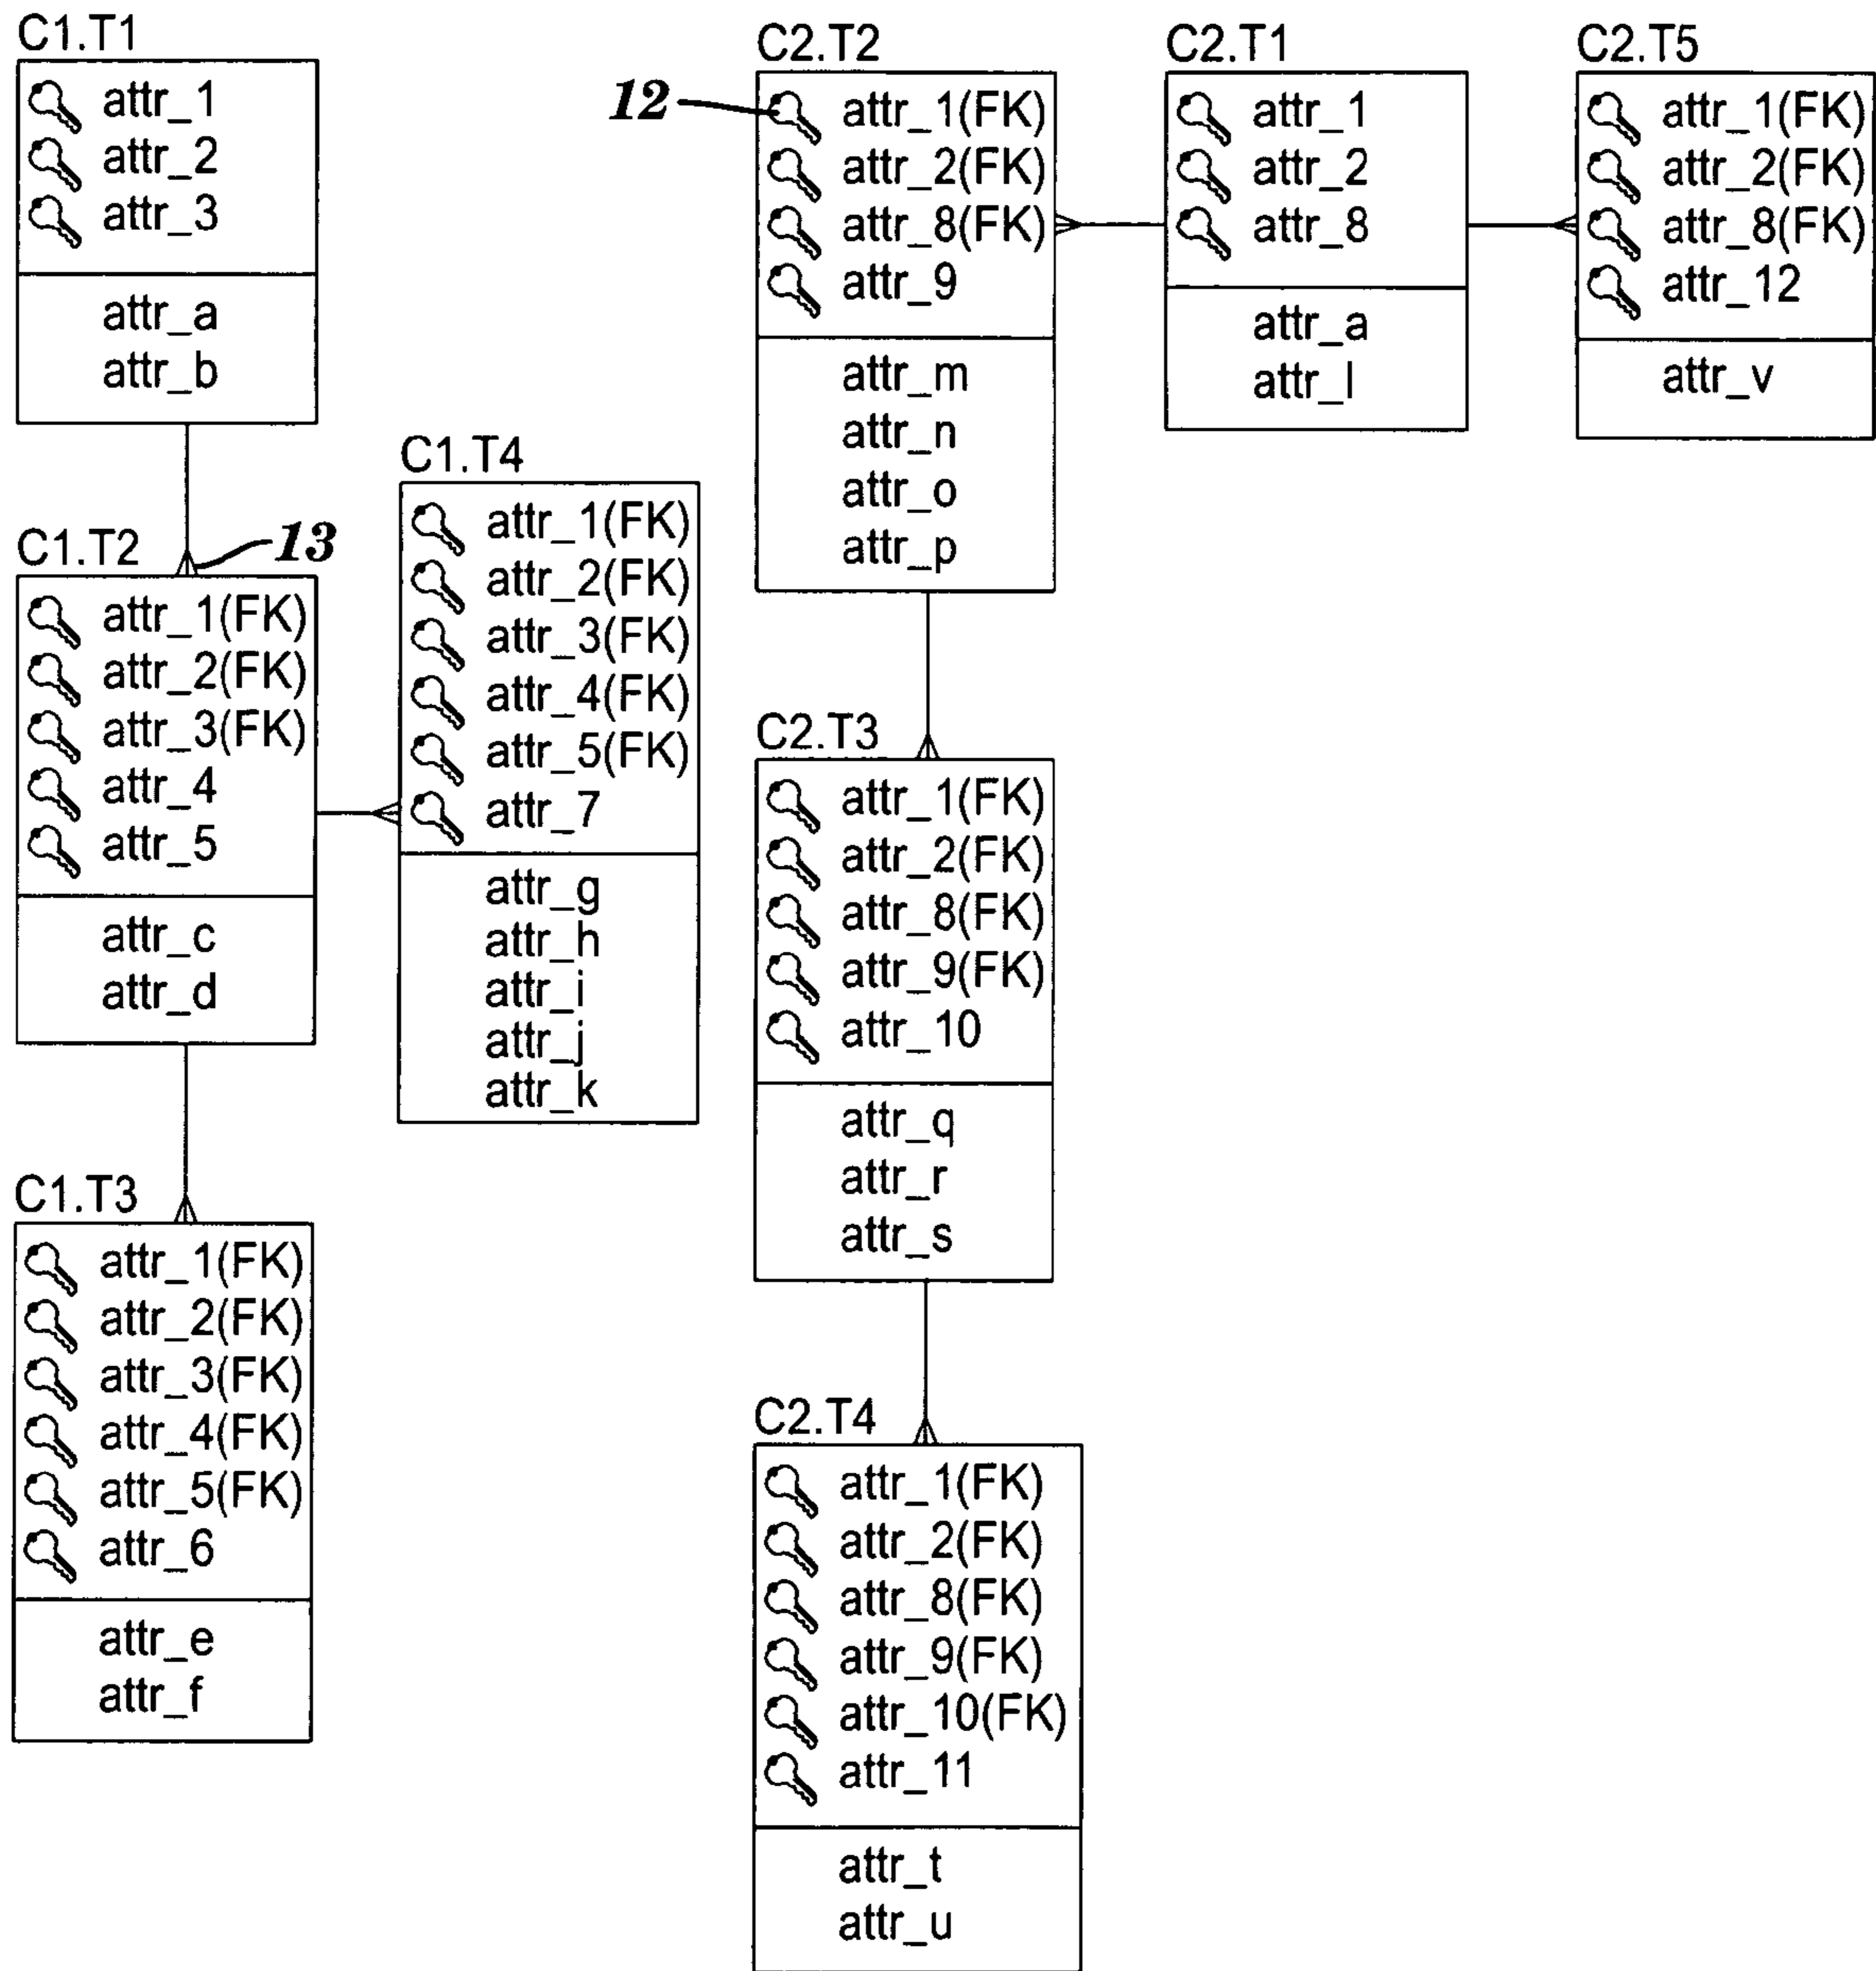 C1.T1
attr_1
attr_2
attr_3
attr_a
attr_b
C1.T2
13
attr_1(FK)
attr_2(FK)
attr_3(FK)
attr_4
attr_5
attr_c
attr_d
C1.T3
attr_1(FK)
attr_2(FK)
attr_3(FK)
attr_4(FK)
attr_5(FK)
attr_6
attr_e
attr_f
C1.T4
attr_1(FK)
attr_2(FK)
attr_3(FK)
attr_4(FK)
attr_5(FK)
attr_7
attr_g
attr_h
attr_i
attr_j
attr_k
C2.T2
12
attr_1(FK)
attr_2(FK)
attr_8(FK)
attr_9
attr_m
attr_n
attr_o
attr_p
C2.T3
attr_1(FK)
attr_2(FK)
attr_8(FK)
attr_9(FK)
attr_10
attr_q
attr_r
attr_s
C2.T4
attr_1(FK)
attr_2(FK)
attr_8(FK)
attr_9(FK)
attr_10(FK)
attr_11
attr_t
attr_u
C2.T1
attr_1
attr_2
attr_8
attr_a
attr_l
C2.T5
attr_1(FK)
attr_2(FK)
attr_8(FK)
attr_12
attr_v